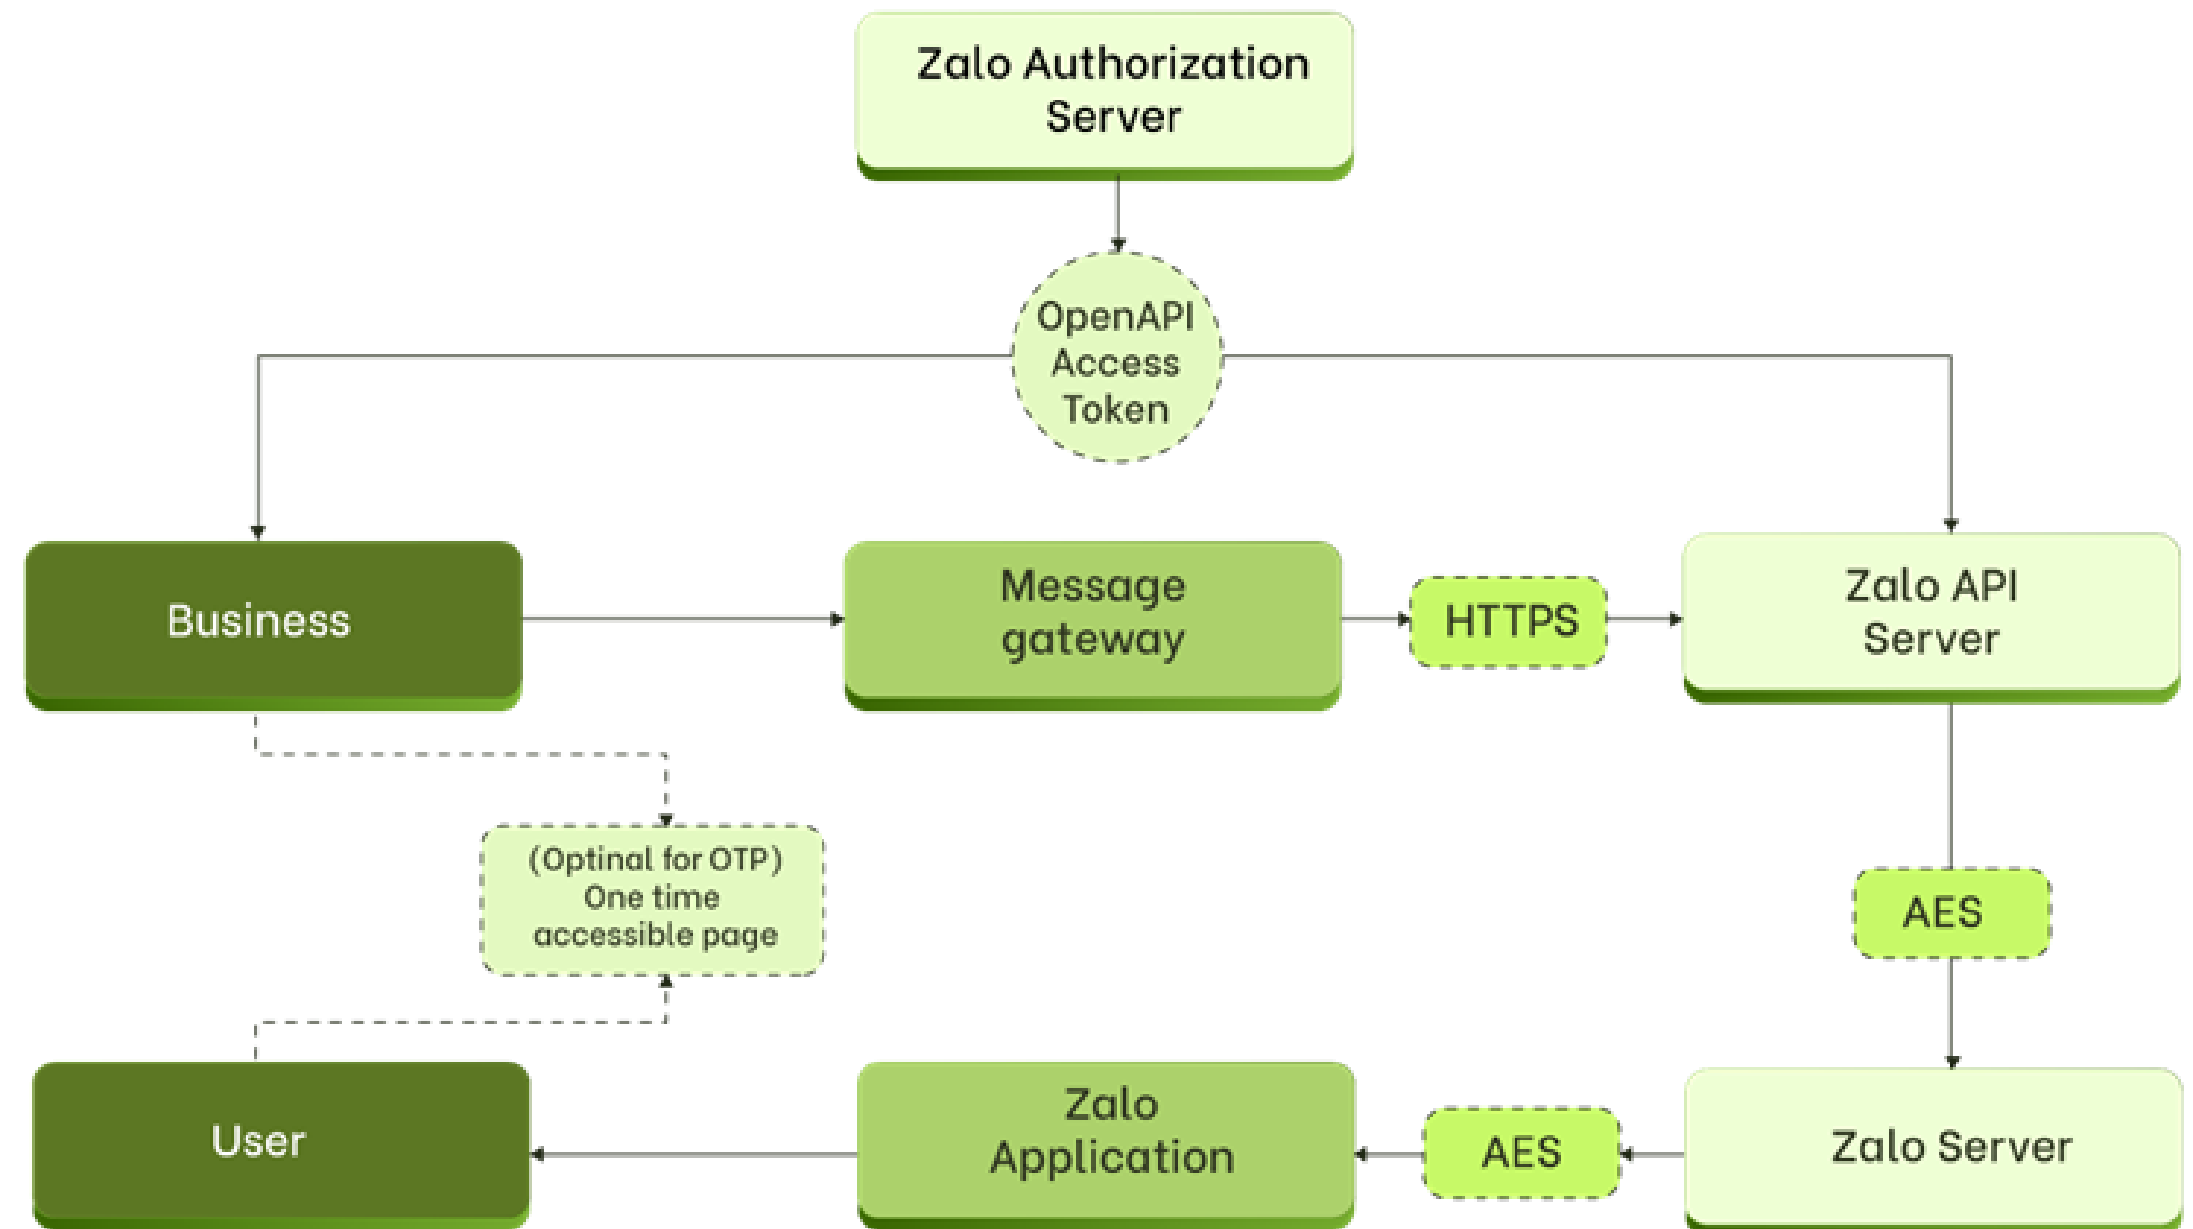 Zalo Authorization
Server
OpenAPI
Access
Token
Business
Message
gateway
HTTPS
Zalo API
Server
(Optinal for OTP)
One time
accessible page
AES
User
Zalo
Application
AES
Zalo Server